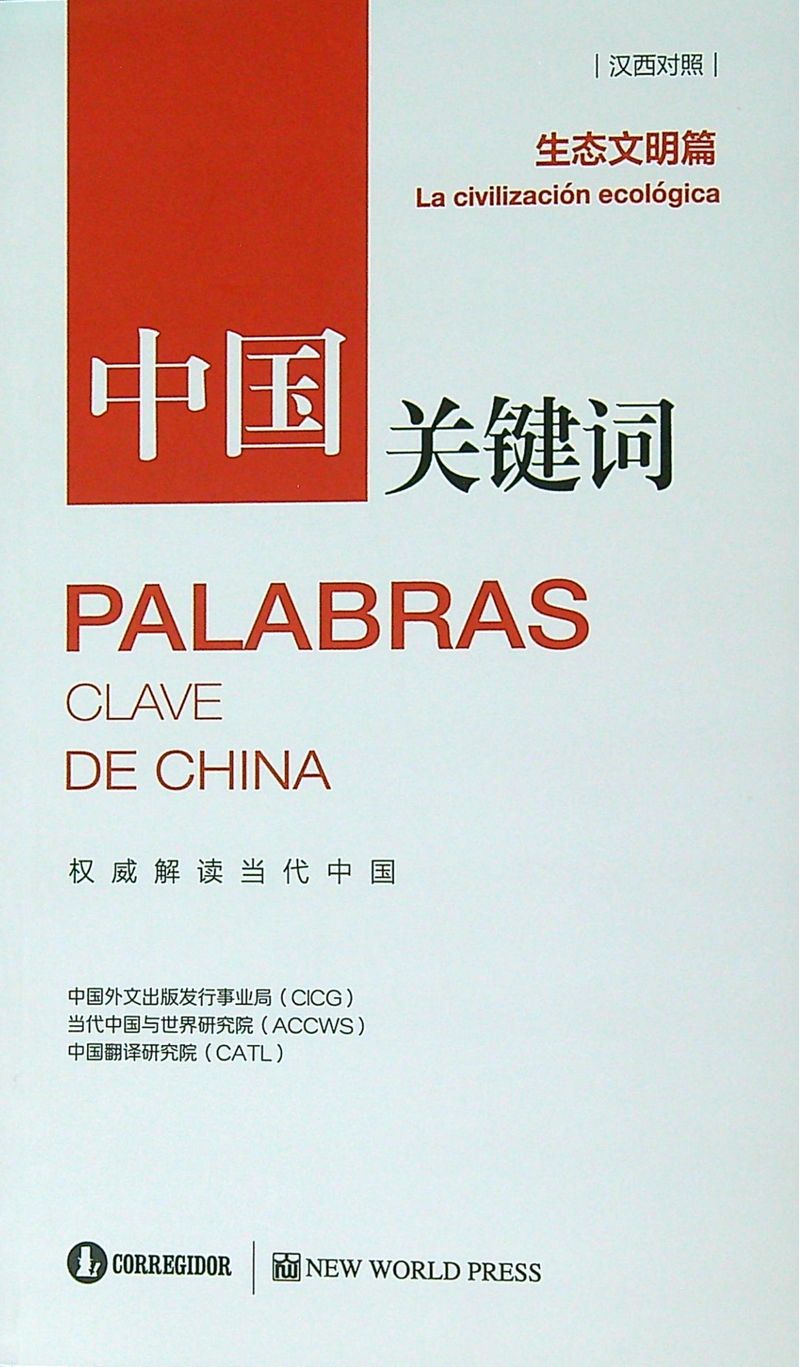 |汉西对照|
生态文明篇
La civilización ecológica
中国 关键词
PALABRAS
CLAVE
DE CHINA
权威解读当代中国
中国外文出版发行事业局（CICG）
当代中国与世界研究院（ACCWS）
中国翻译研究院（CATL）
CORREGIDOR | NEW WORLD PRESS